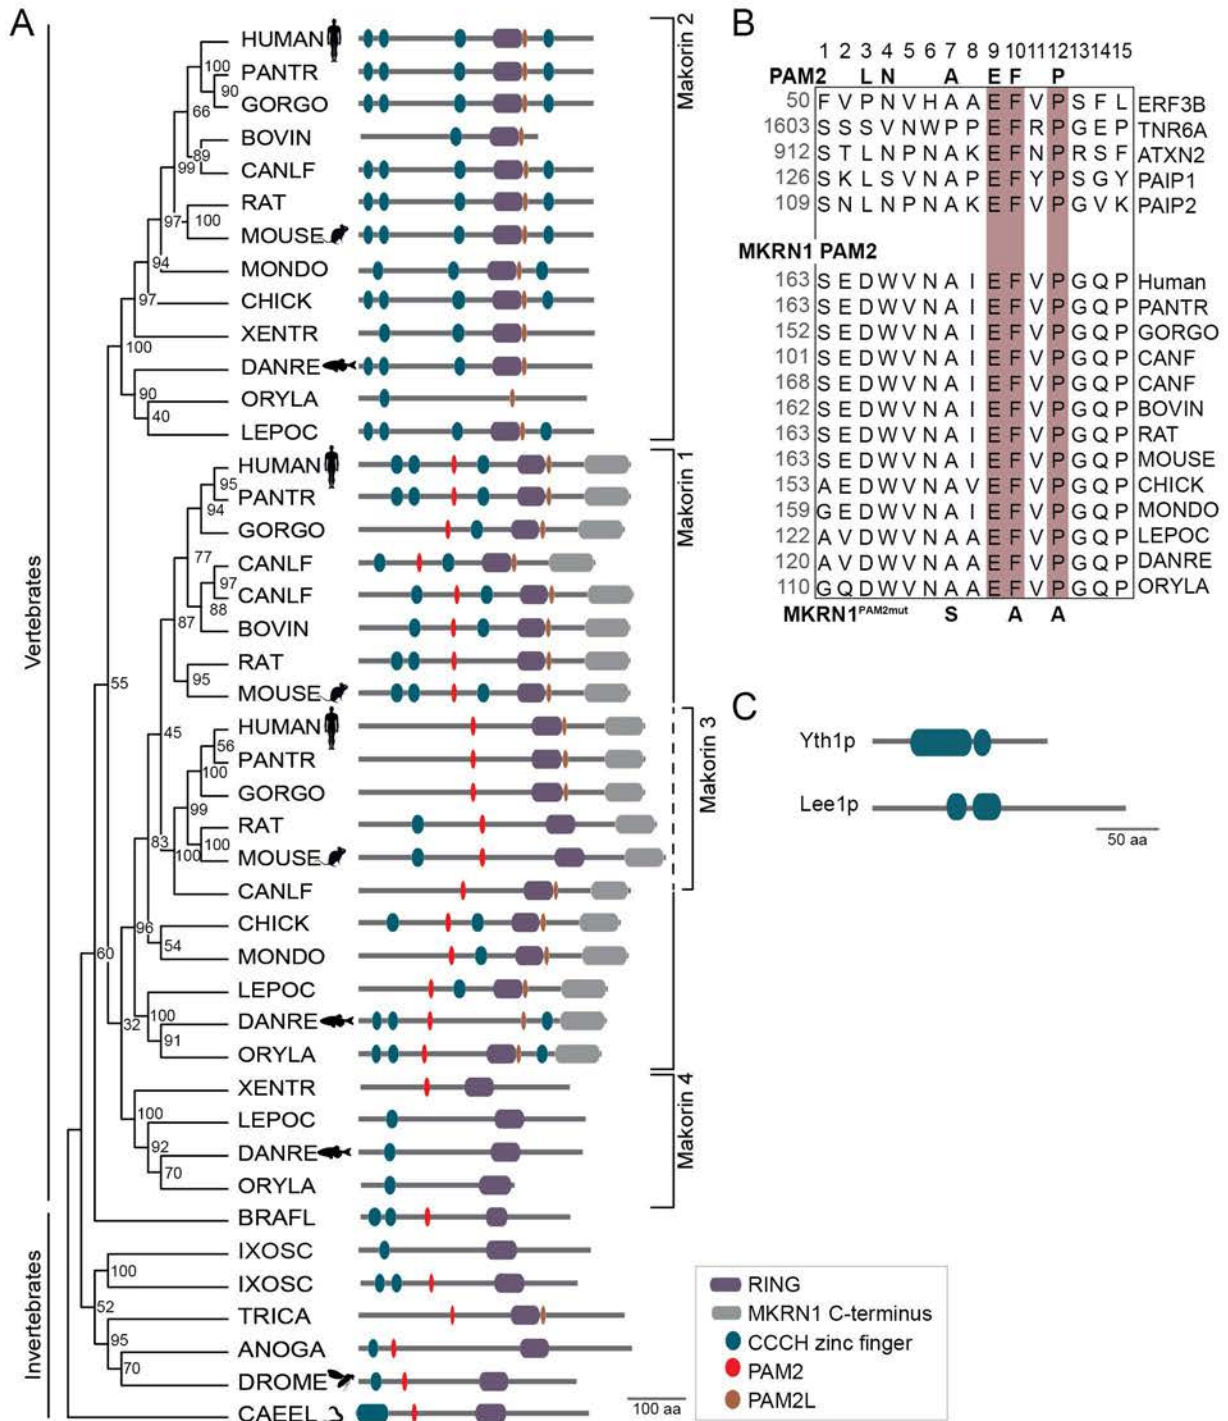 A
HUMAN
PANTR
GORGO
BOVIN
CANLF
RAT
MOUSE
MONDO
CHICK
XENTR
DANRE
ORYLA
LEPOC
100
90
66
89
99
97
100
94
97
100
90
40
Makorin 2
HUMAN
PANTR
GORGO
CANLF
CANLF
BOVIN
RAT
MOUSE
95
94
77
97
88
87
95
55
45
Makorin 1
HUMAN
PANTR
GORGO
RAT
MOUSE
CANLF
56
100
99
100
83
100
Makorin 3
CHICK
MONDO
LEPOC
DANRE
ORYLA
96
54
60
100
32
91
XENTR
LEPOC
DANRE
ORYLA
100
92
70
Makorin 4
BRAFL
IXOSC
IXOSC
TRICA
ANOGA
DROME
CAEEL
100
52
95
70
Vertebrates
Invertebrates
100 aa
RING
MKRN1 C-terminus
CCCH zinc finger
PAM2
PAM2L
B
1 2 3 4 5 6 7 8 9 10 11 12 13 14 15
PAM2 L N A E F P
50 F V P N V H A A E F V P S F L ERF3B
1603 S S S V N W P P E F R P G E P TNR6A
912 S T L N P N A K E F N P R S F ATXN2
126 S K L S V N A P E F Y P S G Y PAIP1
109 S N L N P N A K E F V P G V K PAIP2
MKRN1 PAM2
163 S E D W V N A I E F V P G Q P Human
163 S E D W V N A I E F V P G Q P PANTR
152 S E D W V N A I E F V P G Q P GORGO
101 S E D W V N A I E F V P G Q P CANF
168 S E D W V N A I E F V P G Q P CANF
162 S E D W V N A I E F V P G Q P BOVIN
163 S E D W V N A I E F V P G Q P RAT
163 S E D W V N A I E F V P G Q P MOUSE
153 A E D W V N A V E F V P G Q P CHICK
159 G E D W V N A I E F V P G Q P MONDO
122 A V D W V N A A E F V P G Q P LEPOC
120 A V D W V N A A E F V P G Q P DANRE
110 G Q D W V N A A E F V P G Q P ORYLA
MKRN1PAM2mut S A A
C
Yth1p
Lee1p
50 aa